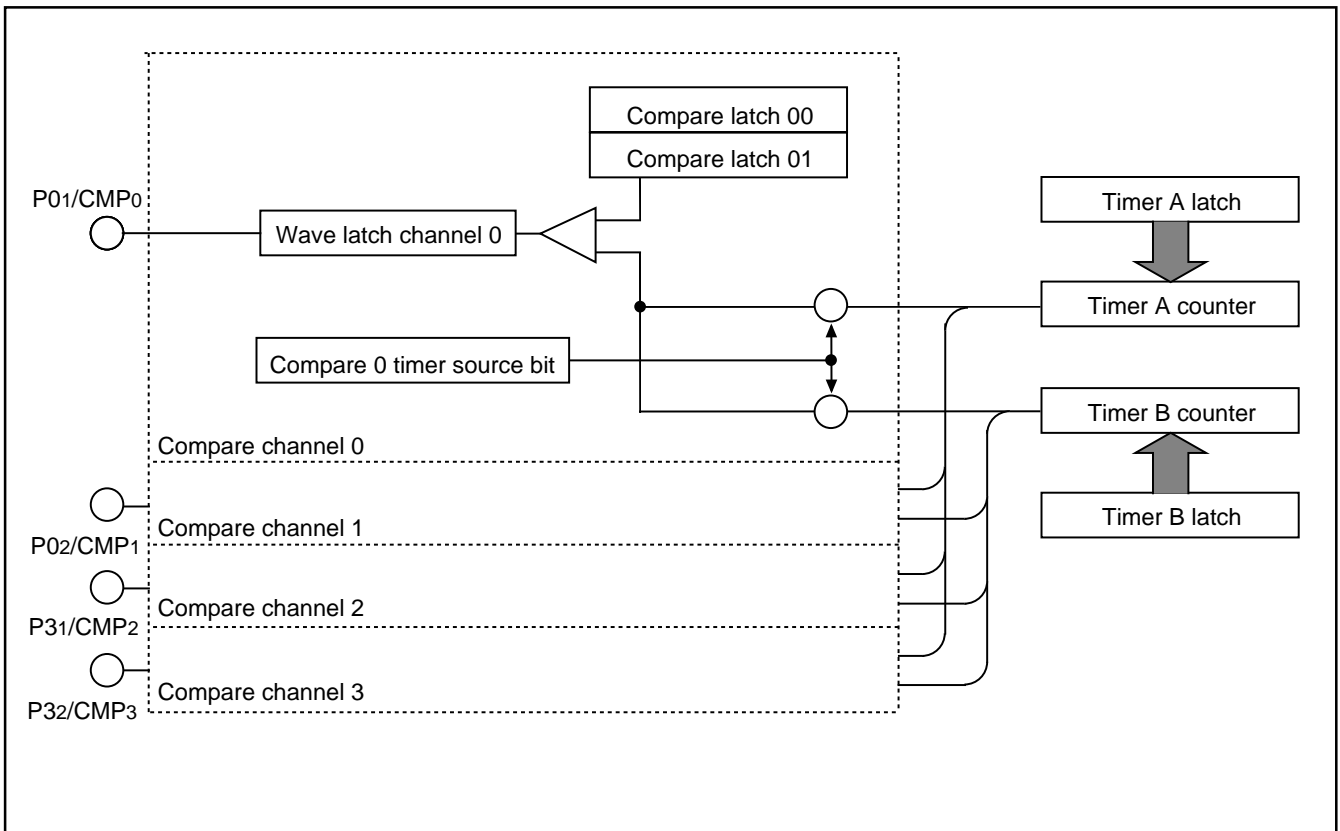 Compare latch 00
Compare latch 01
P01/CMP0
Wave latch channel 0
Timer A latch
Timer A counter
Compare 0 timer source bit
Timer B counter
Compare channel 0
Timer B latch
Compare channel 1
P02/CMP1
Compare channel 2
P31/CMP2
Compare channel 3
P32/CMP3